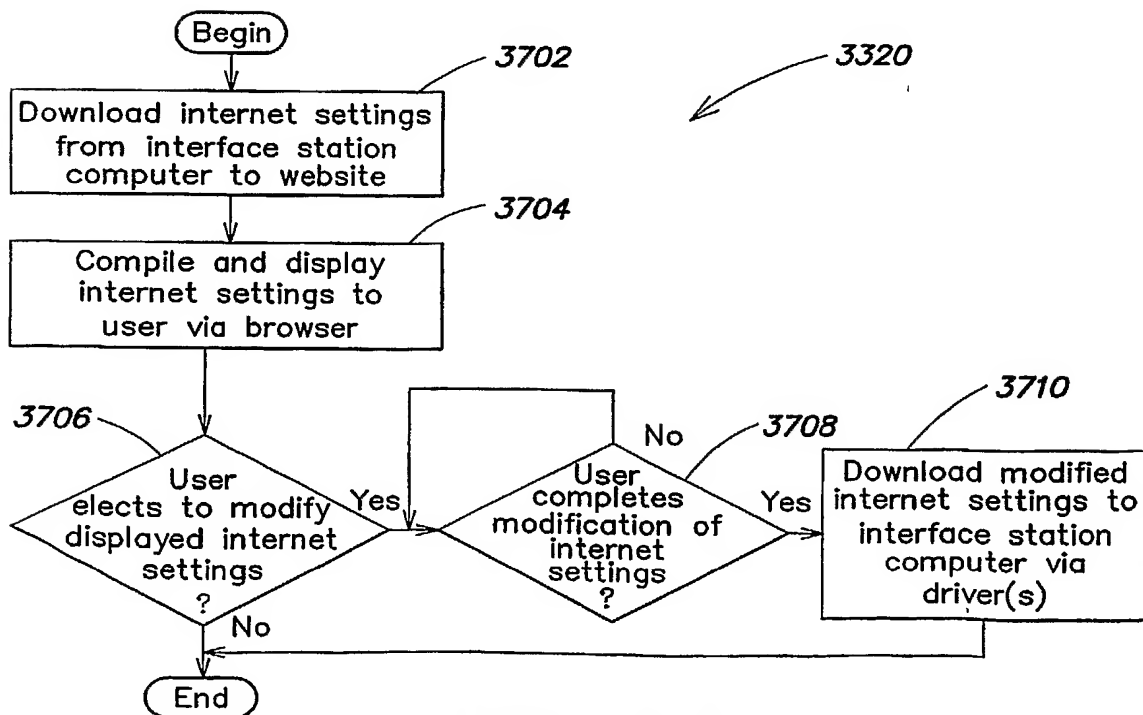 Begin
3702
3320
Download internet settings
from interface station
computer to website
3704
Compile and display
internet settings to
user via browser
3706
User
elects to modify
displayed internet
settings
?
Yes
No
3708
User
completes
modification of
internet
settings
?
No
Yes
3710
Download modified
internet settings to
interface station
computer via
driver(s)
End